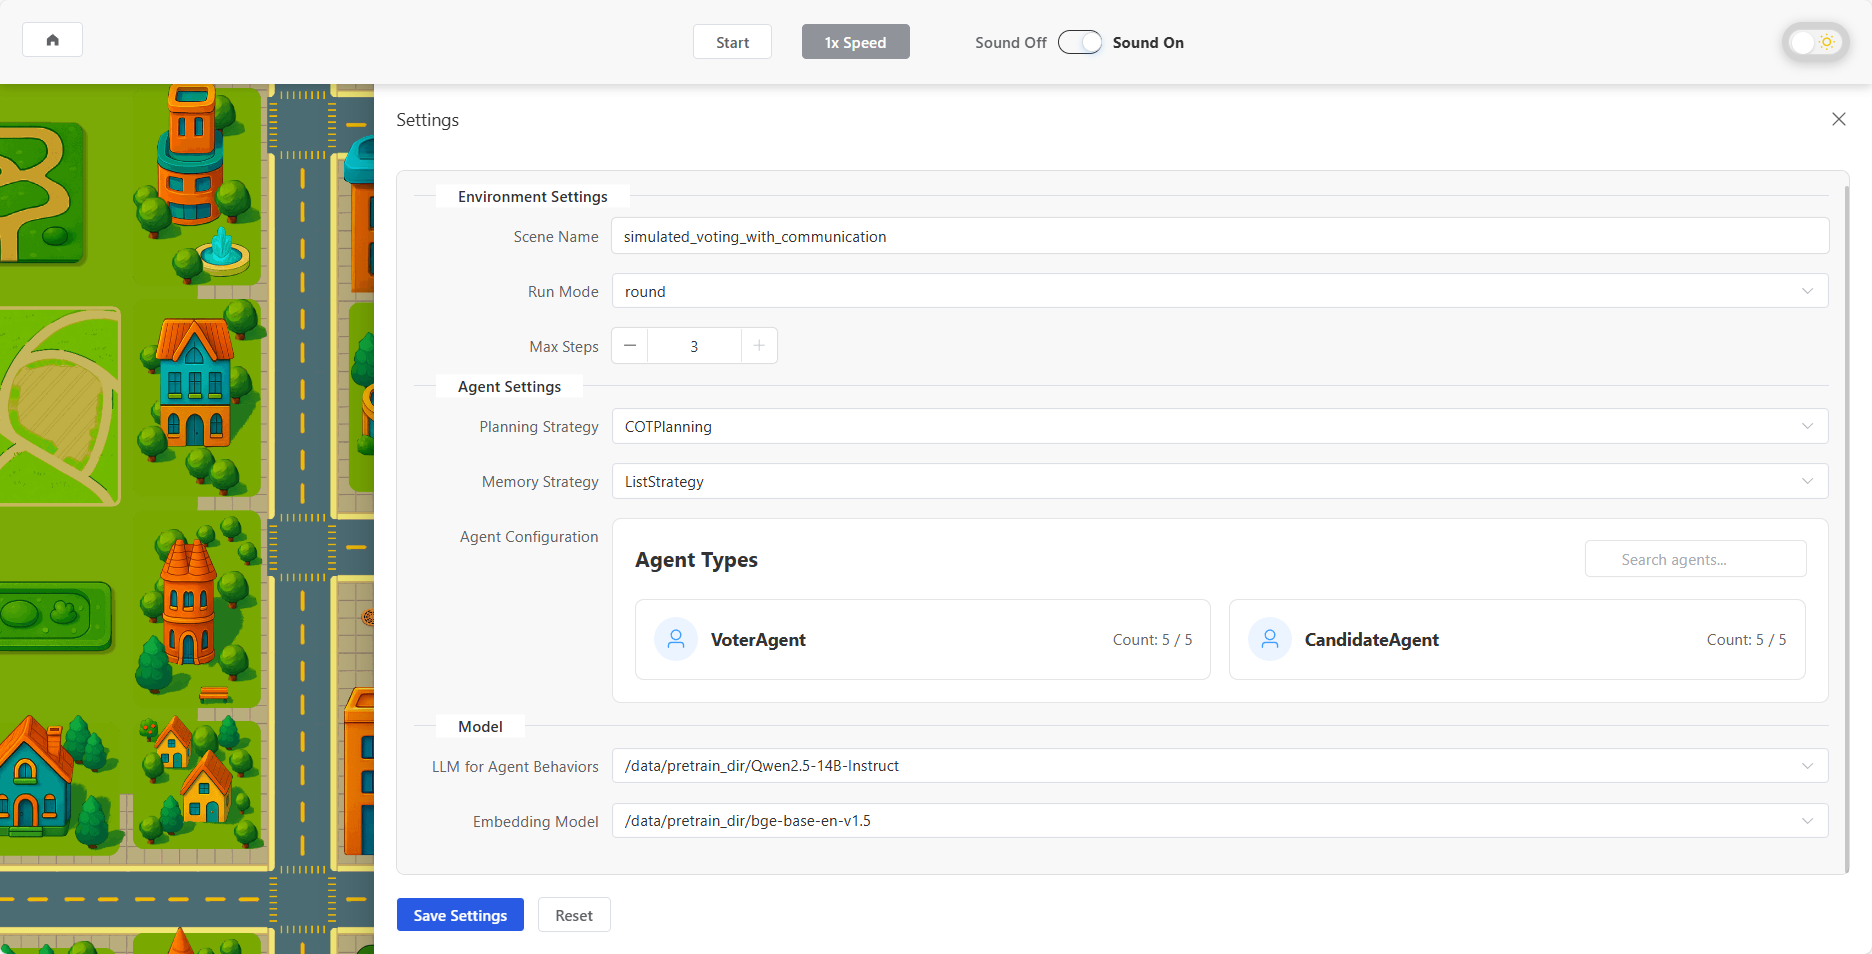 Start
1x Speed
Sound Off
Sound On
Settings
Environment Settings
Scene Name
simulated_voting_with_communication
Run Mode
round
Max Steps
3
Agent Settings
Planning Strategy
COTPlanning
Memory Strategy
ListStrategy
Agent Configuration
Agent Types
Search agents...
VoterAgent
Count: 5 / 5
CandidateAgent
Count: 5 / 5
Model
LLM for Agent Behaviors
/data/pretrain_dir/Qwen2.5-14B-Instruct
Embedding Model
/data/pretrain_dir/bge-base-en-v1.5
Save Settings
Reset